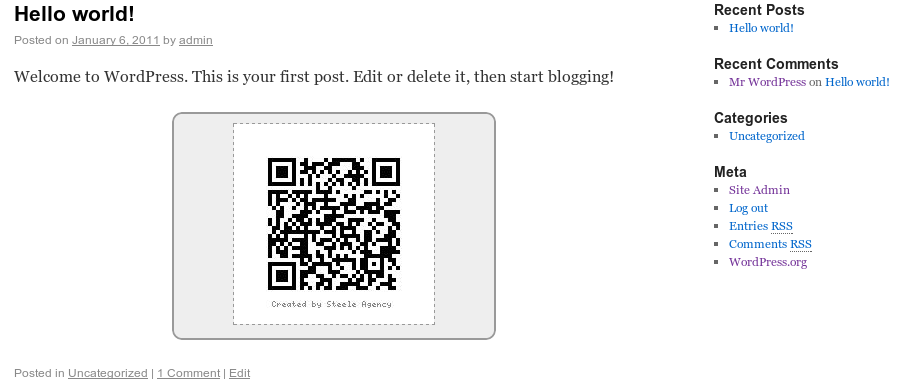 Hello world!
Posted on January 6, 2011 by admin
Welcome to WordPress. This is your first post. Edit or delete it, then start blogging!
Created by Steele Agency
Posted in Uncategorized | 1 Comment | Edit
Recent Posts
Hello world!
Recent Comments
Mr WordPress on Hello world!
Categories
Uncategorized
Meta
Site Admin
Log out
Entries RSS
Comments RSS
WordPress.org